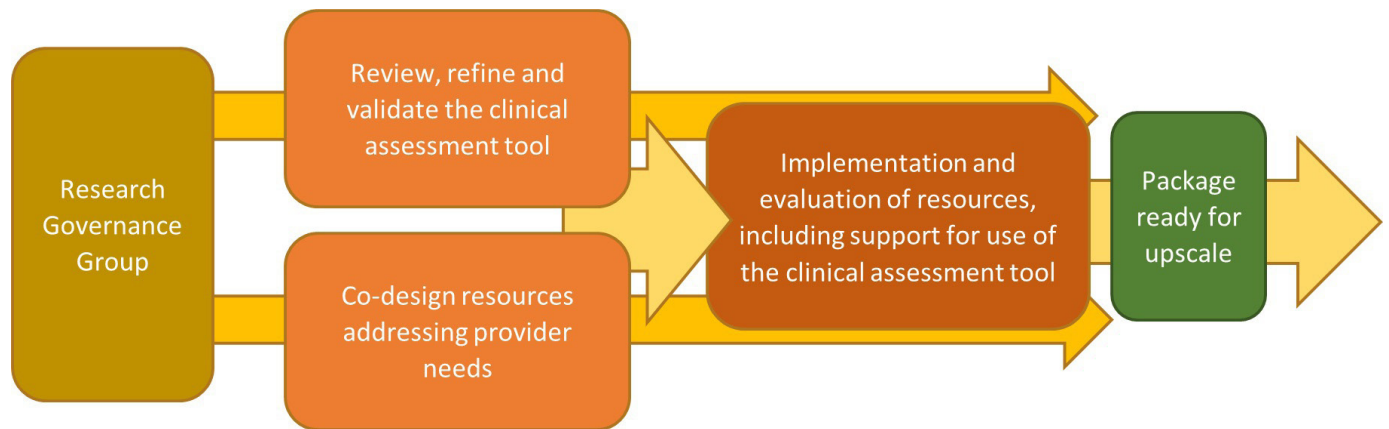 Research
Governance
Group
Review, refine and
validate the clinical
assessment tool
Co-design resources
addressing provider
needs
Implementation and
evaluation of resources,
including support for use of
the clinical assessment tool
Package
ready for
upscale